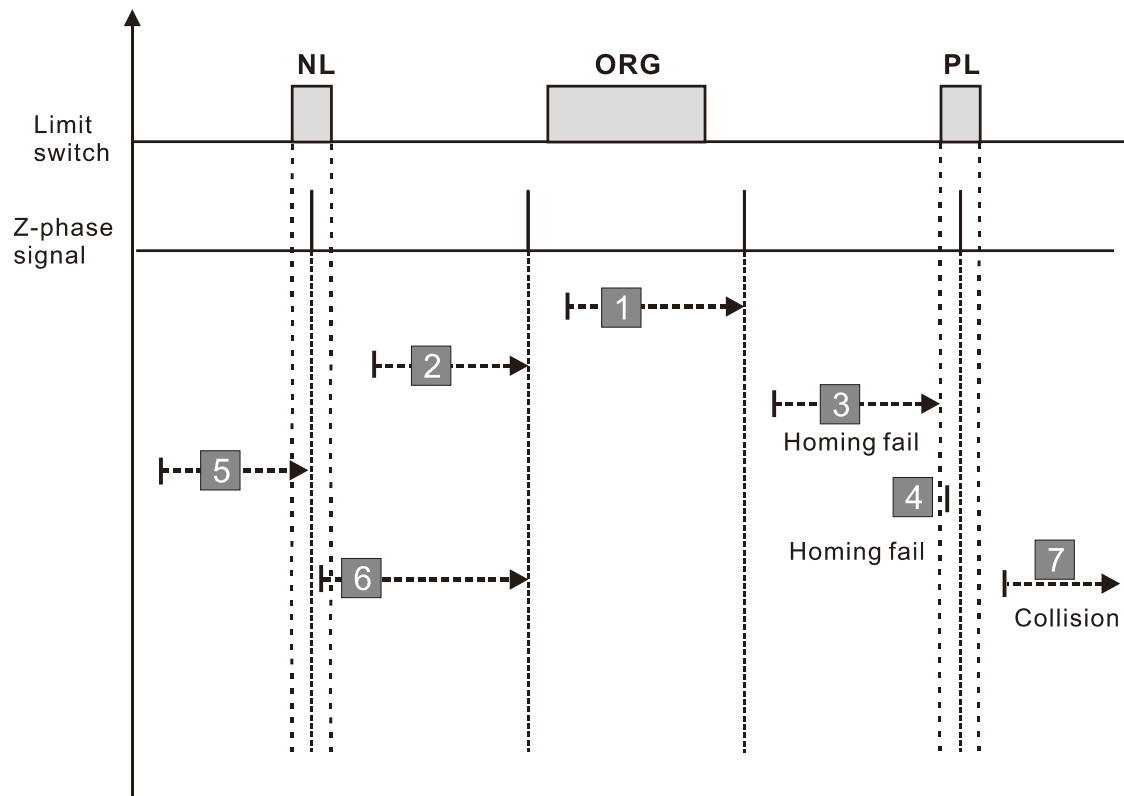 NL
ORG
PL
Limit
switch
Z-phase
signal
1
2
3
Homing fail
5
4
Homing fail
7
6
Collision